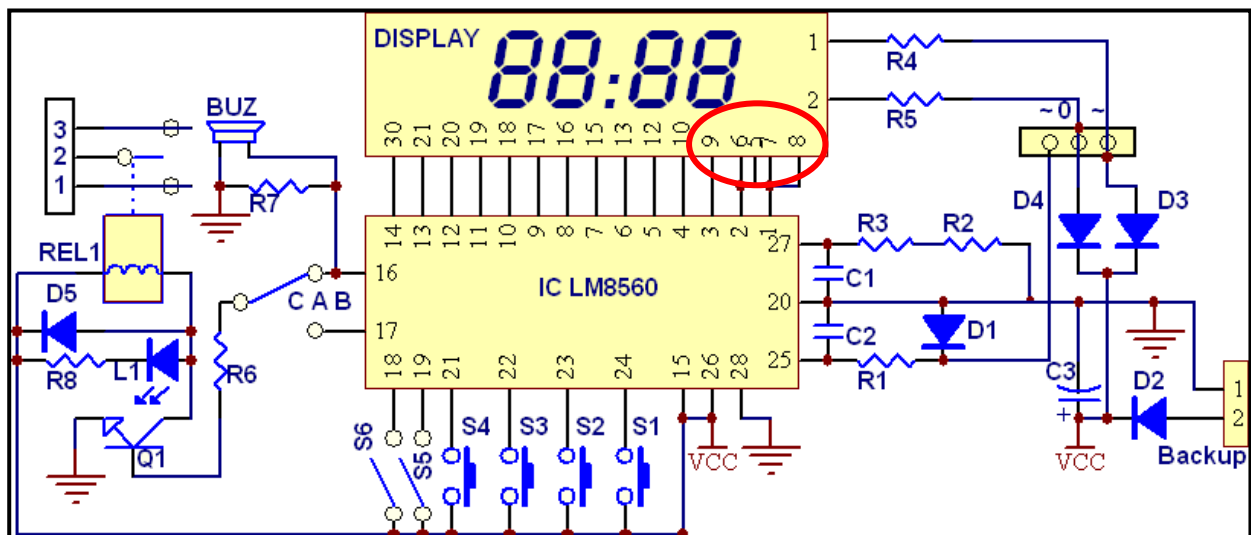 DISPLAY 88:88 1
2
30 21 20 19 18 17 16 15 13 12 10 9 6 5 7 8
R4
R5
~0 ~
3
2
1
BUZ
R7
REL1
D5
R8 L1
R6
Q1
C A B
14 13 12 11 10 9 8 7 6 5 4 3 2 1
16
17
IC LM8560
27
20
25
18 19 21 22 23 24 15 26 28
R3 R2
C1
C2
R1
D1
D4 D3
C3
+
D2
1
2
Backup
VCC
S6 S5 S4 S3 S2 S1
VCC